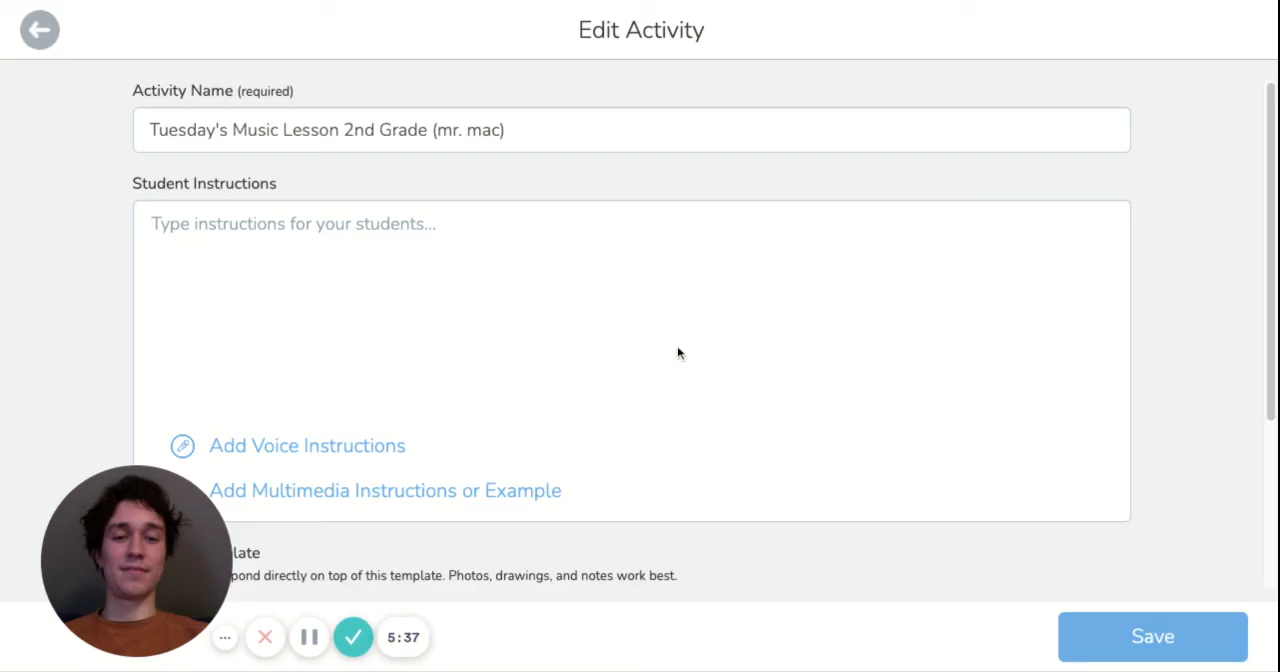 Edit Activity
Activity Name (required)
Tuesday's Music Lesson 2nd Grade (mr. mac)
Student Instructions
Type instructions for your students...
Add Voice Instructions
Add Multimedia Instructions or Example
late
pond directly on top of this template. Photos, drawings, and notes work best.
5:37
Save